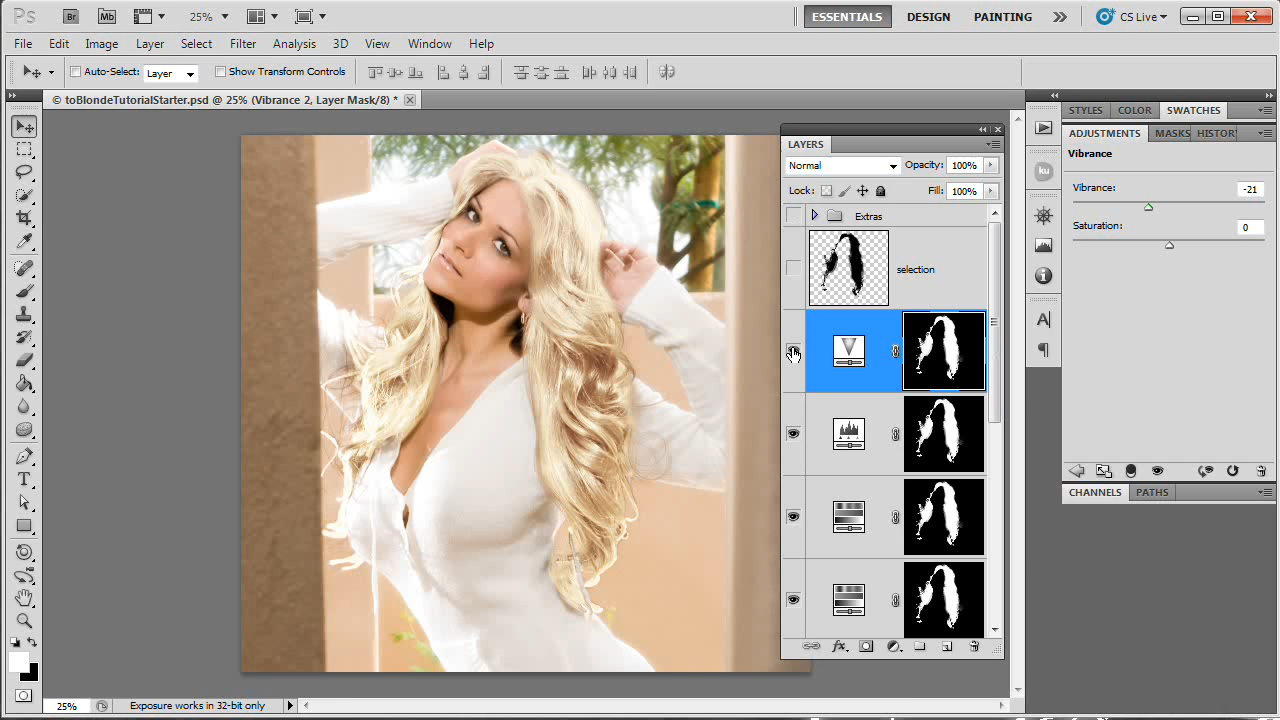 Ps Br Mb 25% ESSENTIALS DESIGN PAINTING CS Live
File Edit Image Layer Select Filter Analysis 3D View Window Help
Auto-Select: Layer Show Transform Controls
© toBlondeTutorialStarter.psd @ 25% (Vibrance 2, Layer Mask/8) *
LAYERS
Normal Opacity: 100%
Lock: Fill: 100%
Extras
selection
STYLES COLOR SWATCHES
ADJUSTMENTS MASKS HISTOR
Vibrance
Vibrance: -21
Saturation: 0
CHANNELS PATHS
ku
A
T
25% Exposure works in 32-bit only